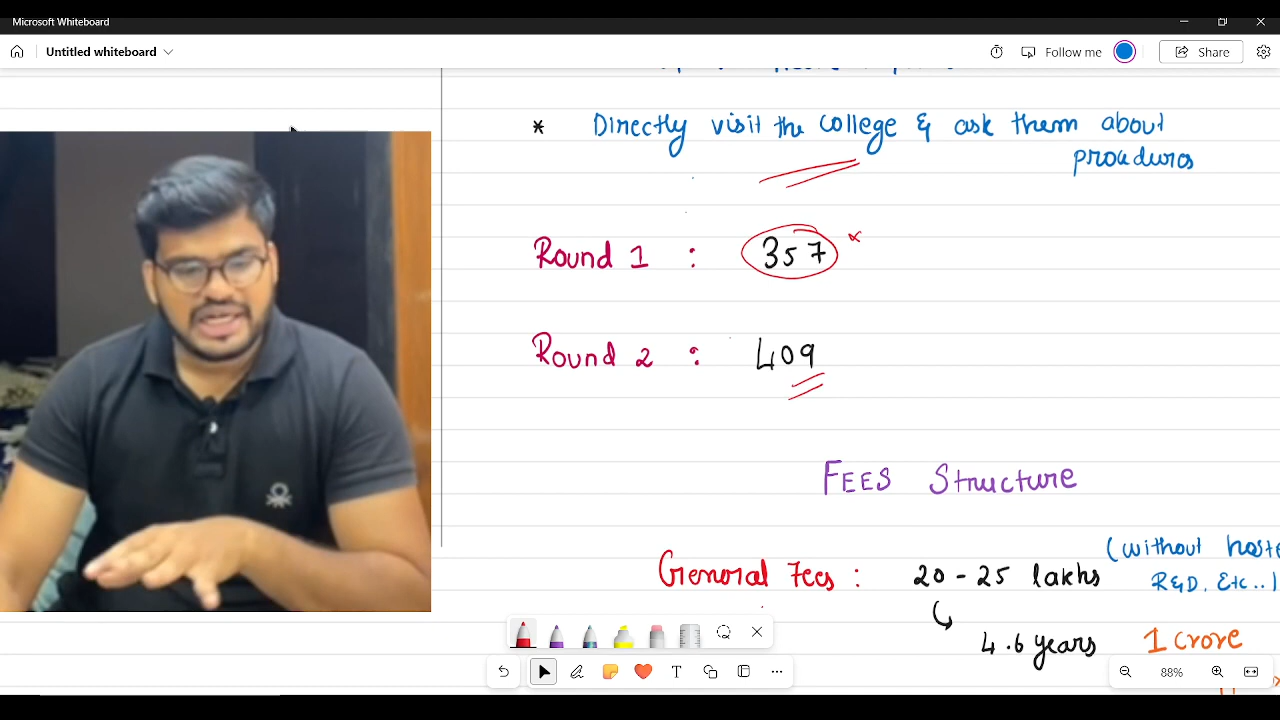 Microsoft Whiteboard
Untitled whiteboard
Follow me
Share
* Directly visit the college & ask them about
procedures
Round 1 : 357
Round 2 : 409
FEES Structure
General Fees : 20 - 25 lakhs
(without hoste
R&D, Etc..)
4.6 years 1 crore
88%